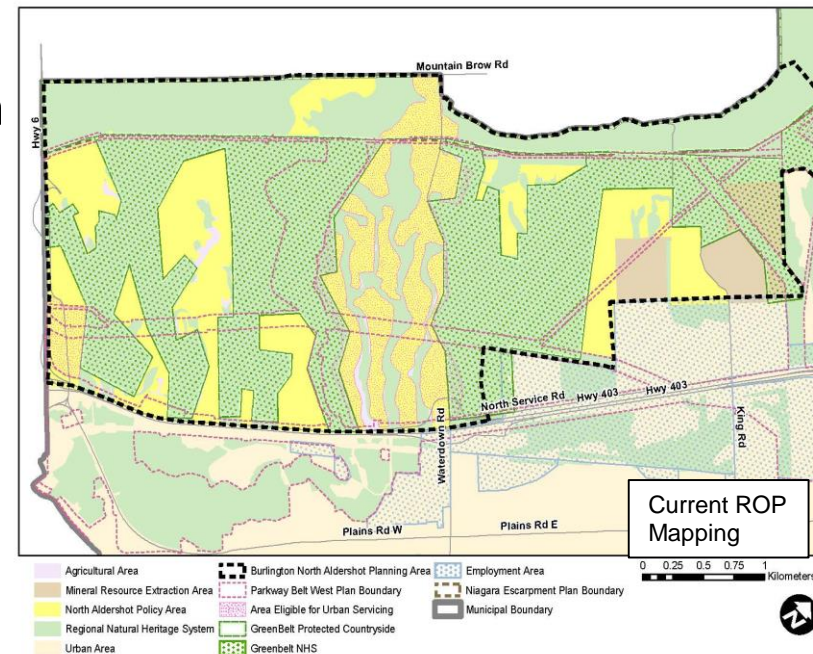 Mountain Brow Rd
Hwy 6
North Service Rd
Hwy 403
Hwy 403
Waterdown Rd
King Rd
Plains Rd W
Plains Rd E
Current ROP
Mapping
0 0.25 0.5 0.75 1
Kilometers
Agricultural Area
Mineral Resource Extraction Area
North Aldershot Policy Area
Regional Natural Heritage System
Urban Area
Burlington North Aldershot Planning Area
Parkway Belt West Plan Boundary
Area Eligible for Urban Servicing
GreenBelt Protected Countryside
Greenbelt NHS
Employment Area
Niagara Escarpment Plan Boundary
Municipal Boundary